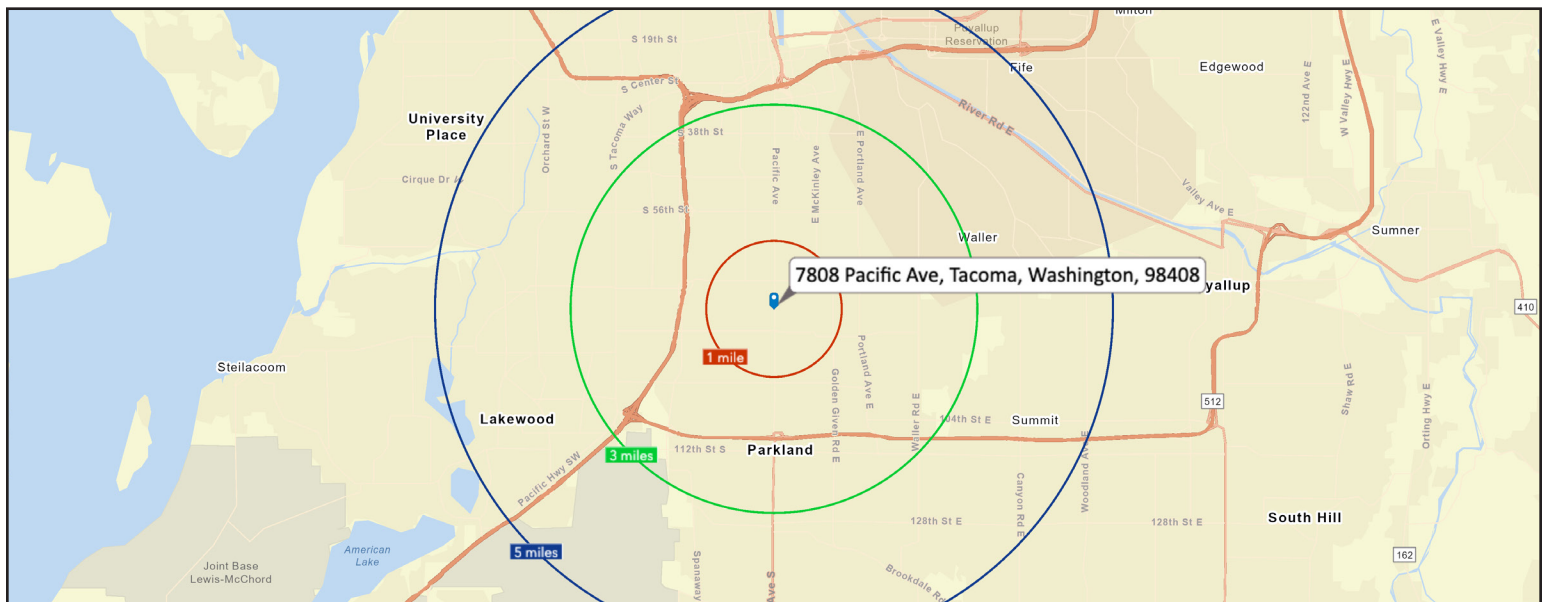 Milton
S 19th St
Puyallup
Reservation
E Valley Hwy E
Fife
Edgewood
122nd Ave E
W Valley Hwy E
S Center St
University
Place
Orchard St W
S Tacoma Way
38th St
River Rd E
Pacific Ave
E McKinley Ave
E Portland Ave
Cirque Dr
Valley Ave E
S 56th St
Waller
Sumner
7808 Pacific Ave, Tacoma, Washington, 98408
yallup
410
1 mile
Steilacoom
Portland Ave E
Golden Given Rd E
Shaw Rd E
Orting Hwy E
512
Lakewood
Waller Rd E
104th St E
Summit
112th St S
Parkland
3 miles
Woodland Ave E
Pacific Hwy SW
Canyon Rd E
128th St E
128th St E
South Hill
5 miles
American
Lake
162
Joint Base
Lewis-McChord
Spanaway
Ave S
Brookdale Rd